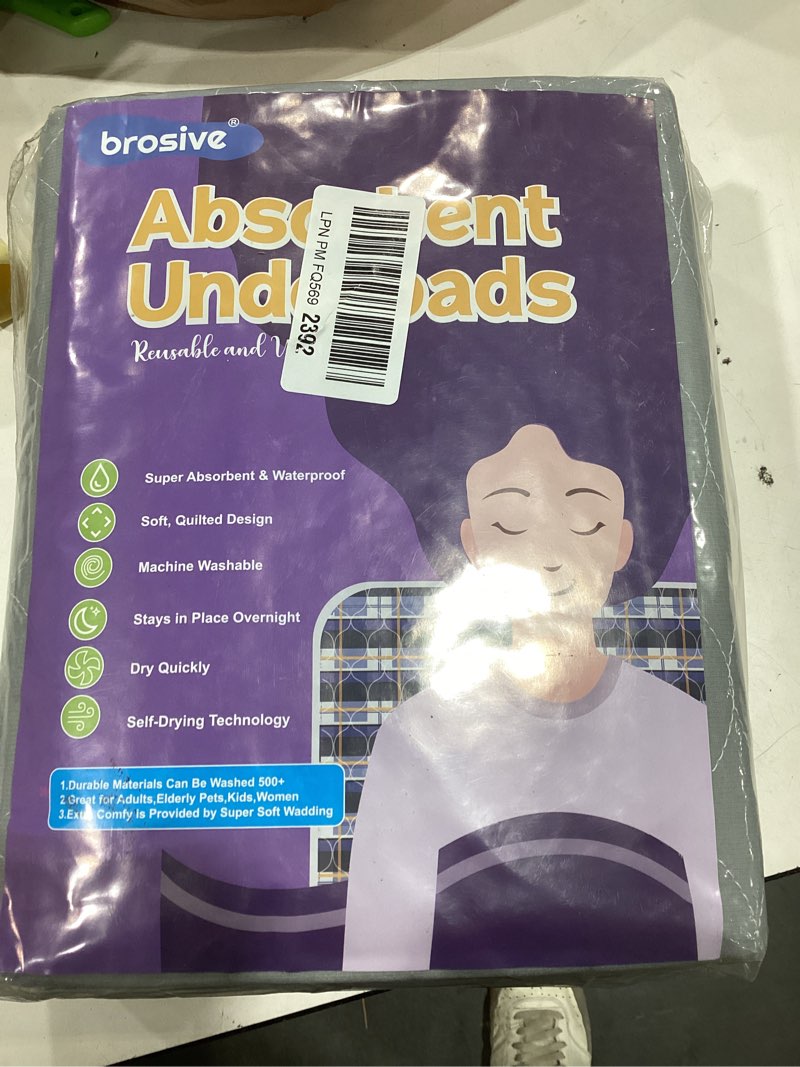 brosive®
Abs ent
Und pads
Reusable and
LPN PM FQ569 2392
Super Absorbent & Waterproof
Soft, Quilted Design
Machine Washable
Stays in Place Overnight
Dry Quickly
Self-Drying Technology
1.Durable Materials Can Be Washed 500+
2.Great for Adults,Elderly Pets,Kids,Women
3.Extra Comfy is Provided by Super Soft Wadding